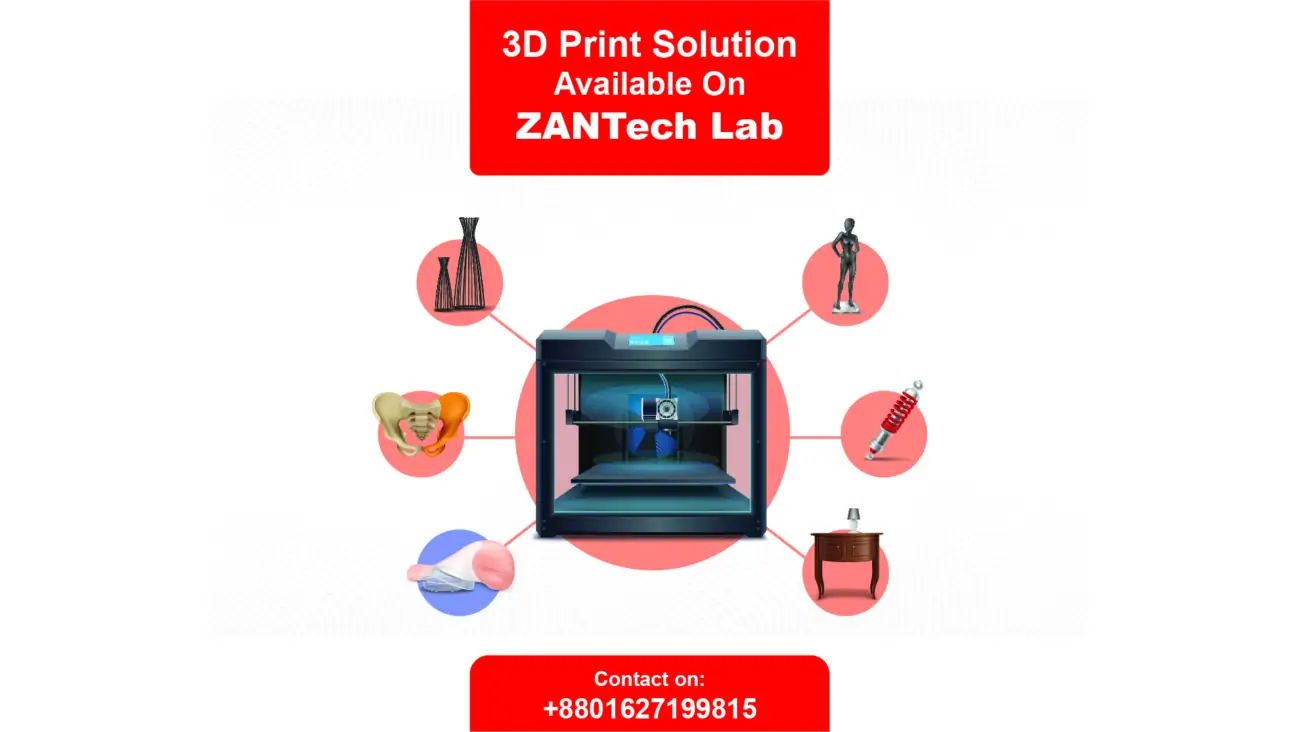 3D Print Solution
Available On
ZANTech Lab
Contact on:
+8801627199815